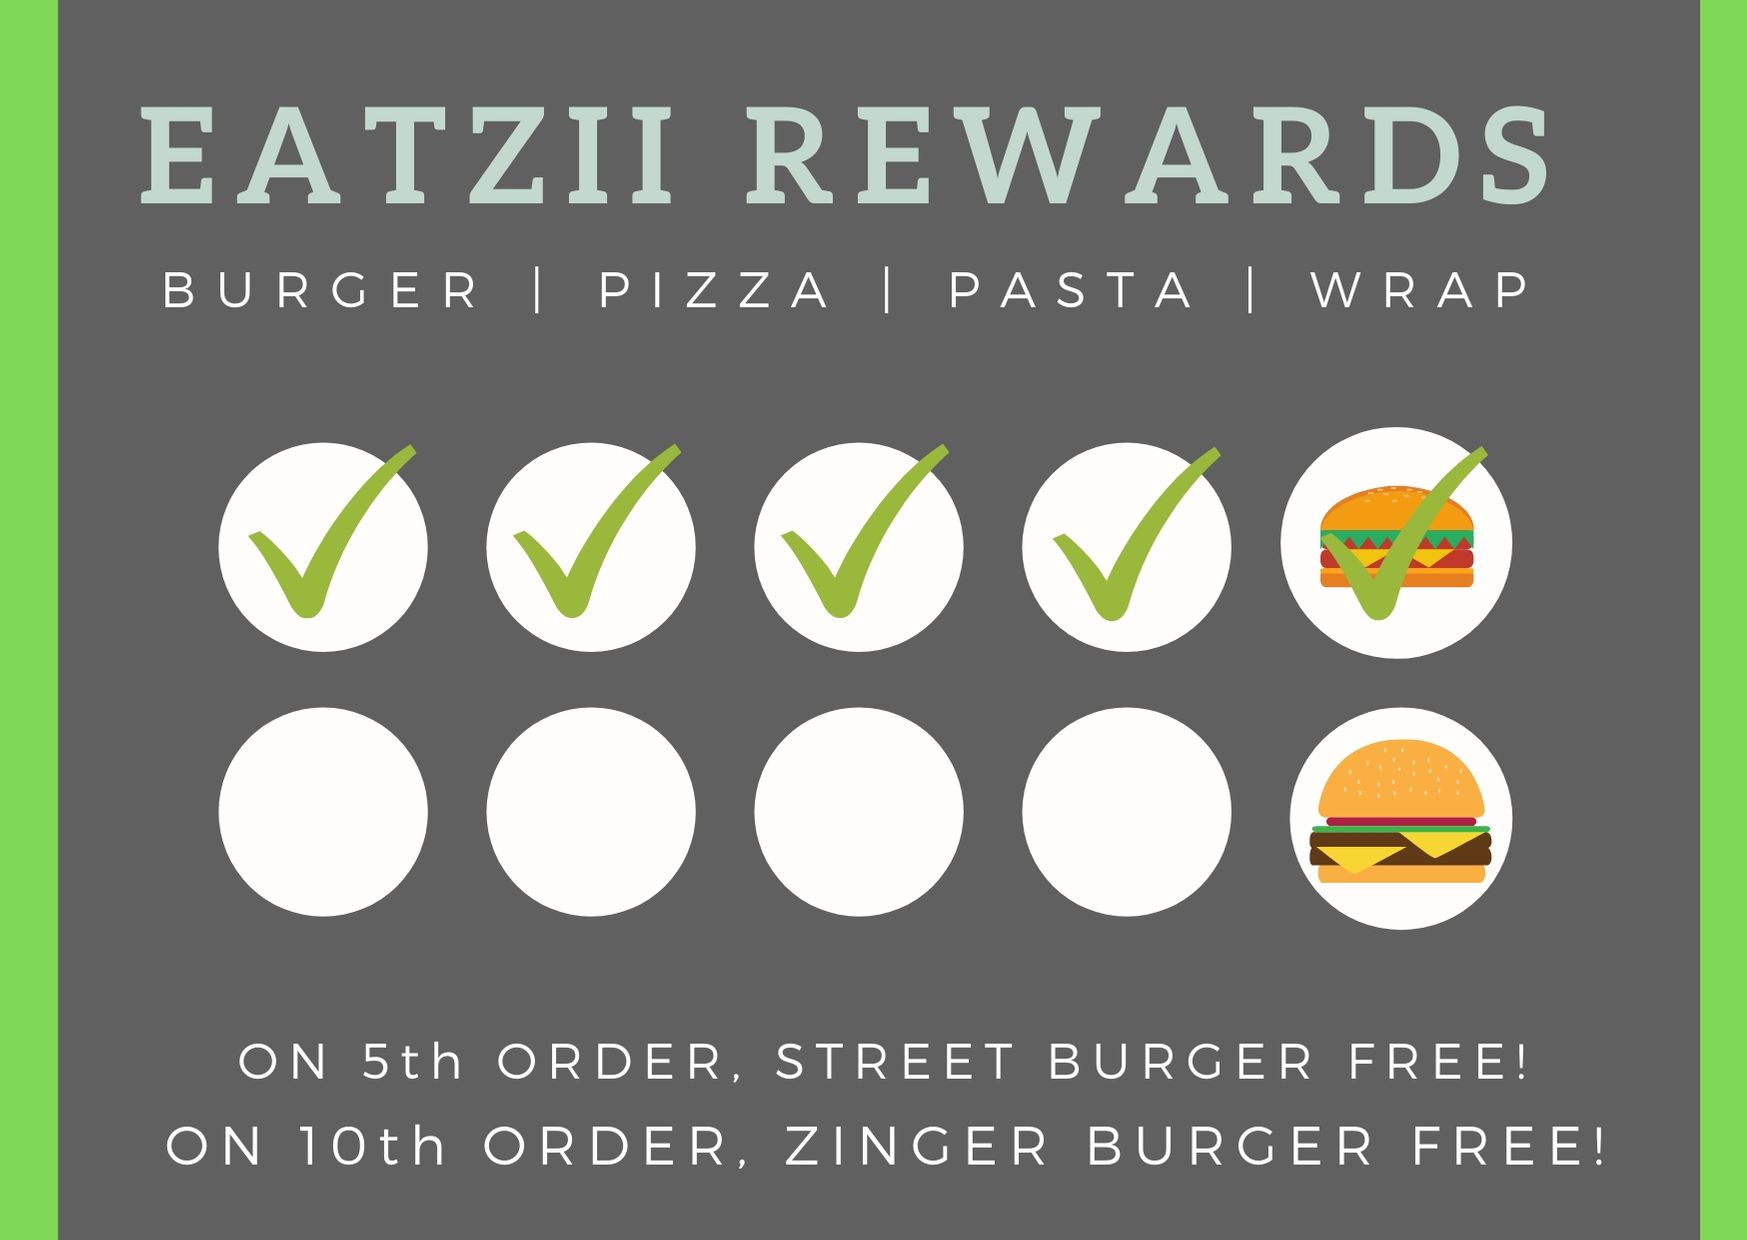 EATZII REWARDS
BURGER | PIZZA | PASTA | WRAP
ON 5th ORDER, STREET BURGER FREE!
ON 10th ORDER, ZINGER BURGER FREE!